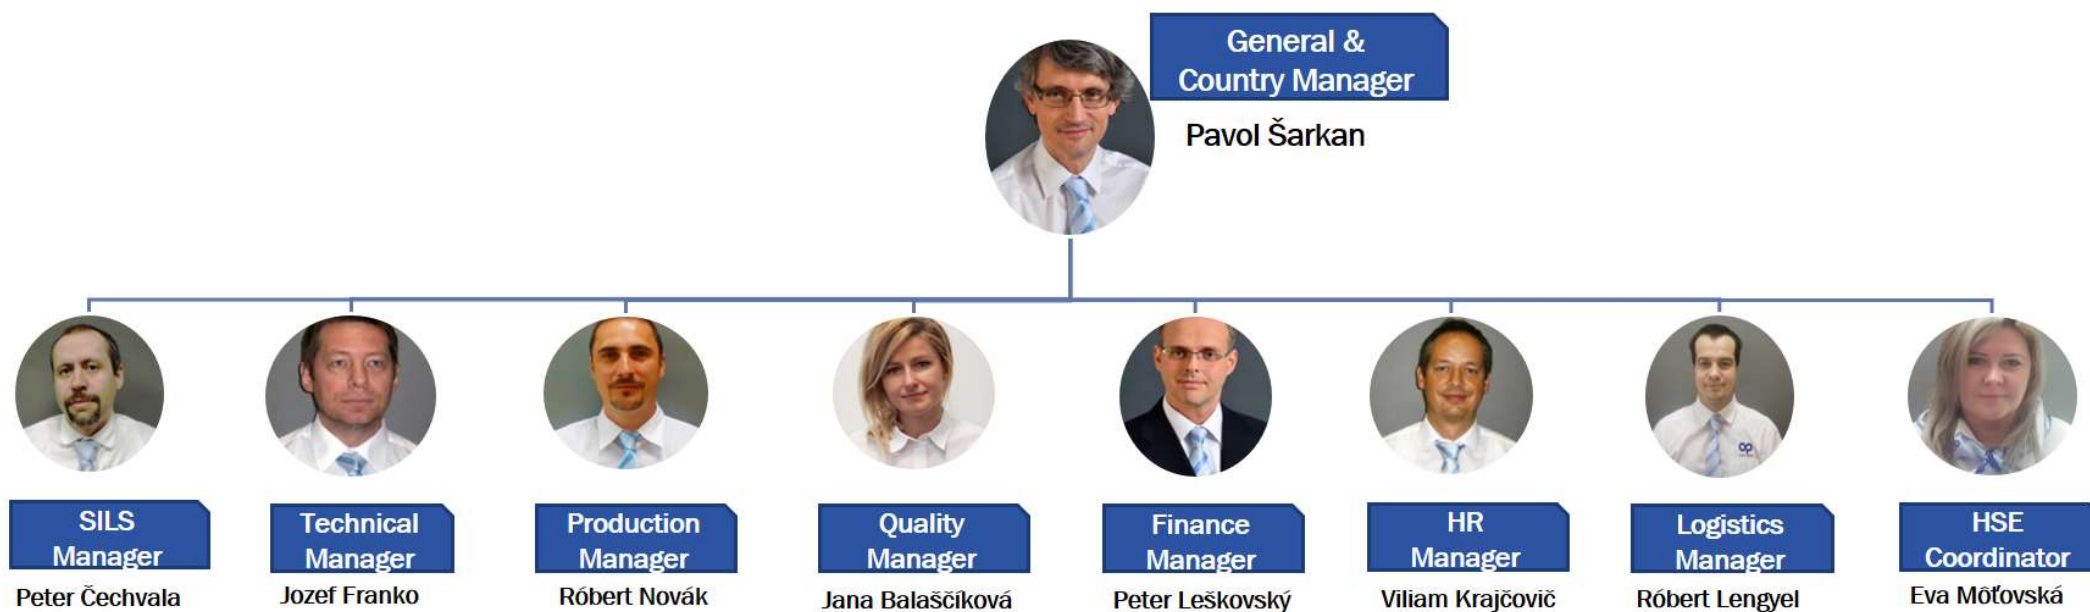 General &
Country Manager
Pavol Šarkan
SILS
Manager
Peter Čechvala
Technical
Manager
Jozef Franko
Production
Manager
Róbert Novák
Quality
Manager
Jana Balaščíková
Finance
Manager
Peter Leškovský
HR
Manager
Viliam Krajčovič
Logistics
Manager
Róbert Lengyel
HSE
Coordinator
Eva Môťovská